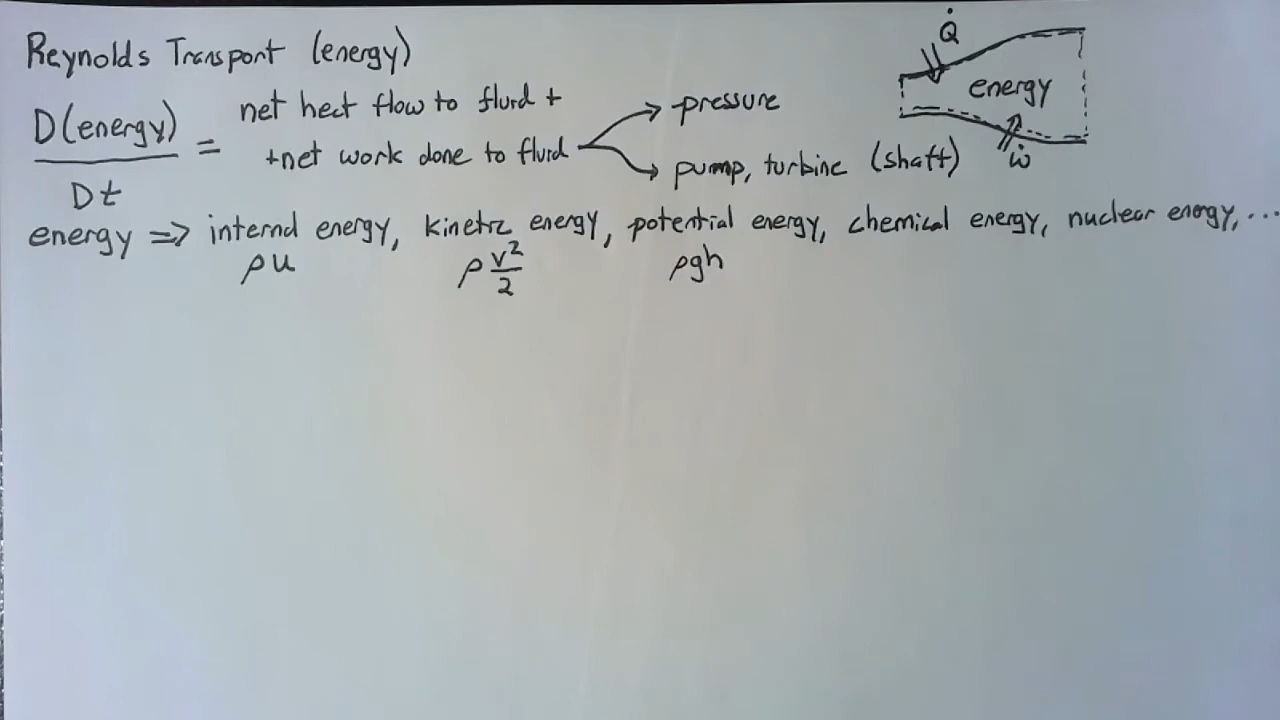 Reynolds Transport (energy)
D(energy)/Dt = net heat flow to fluid +
+net work done to fluid
pressure
pump, turbine (shaft)
Q̇
energy
ẇ
energy => internal energy, kinetic energy, potential energy, chemical energy, nuclear energy, ...
ρu ρv²/2 ρgh